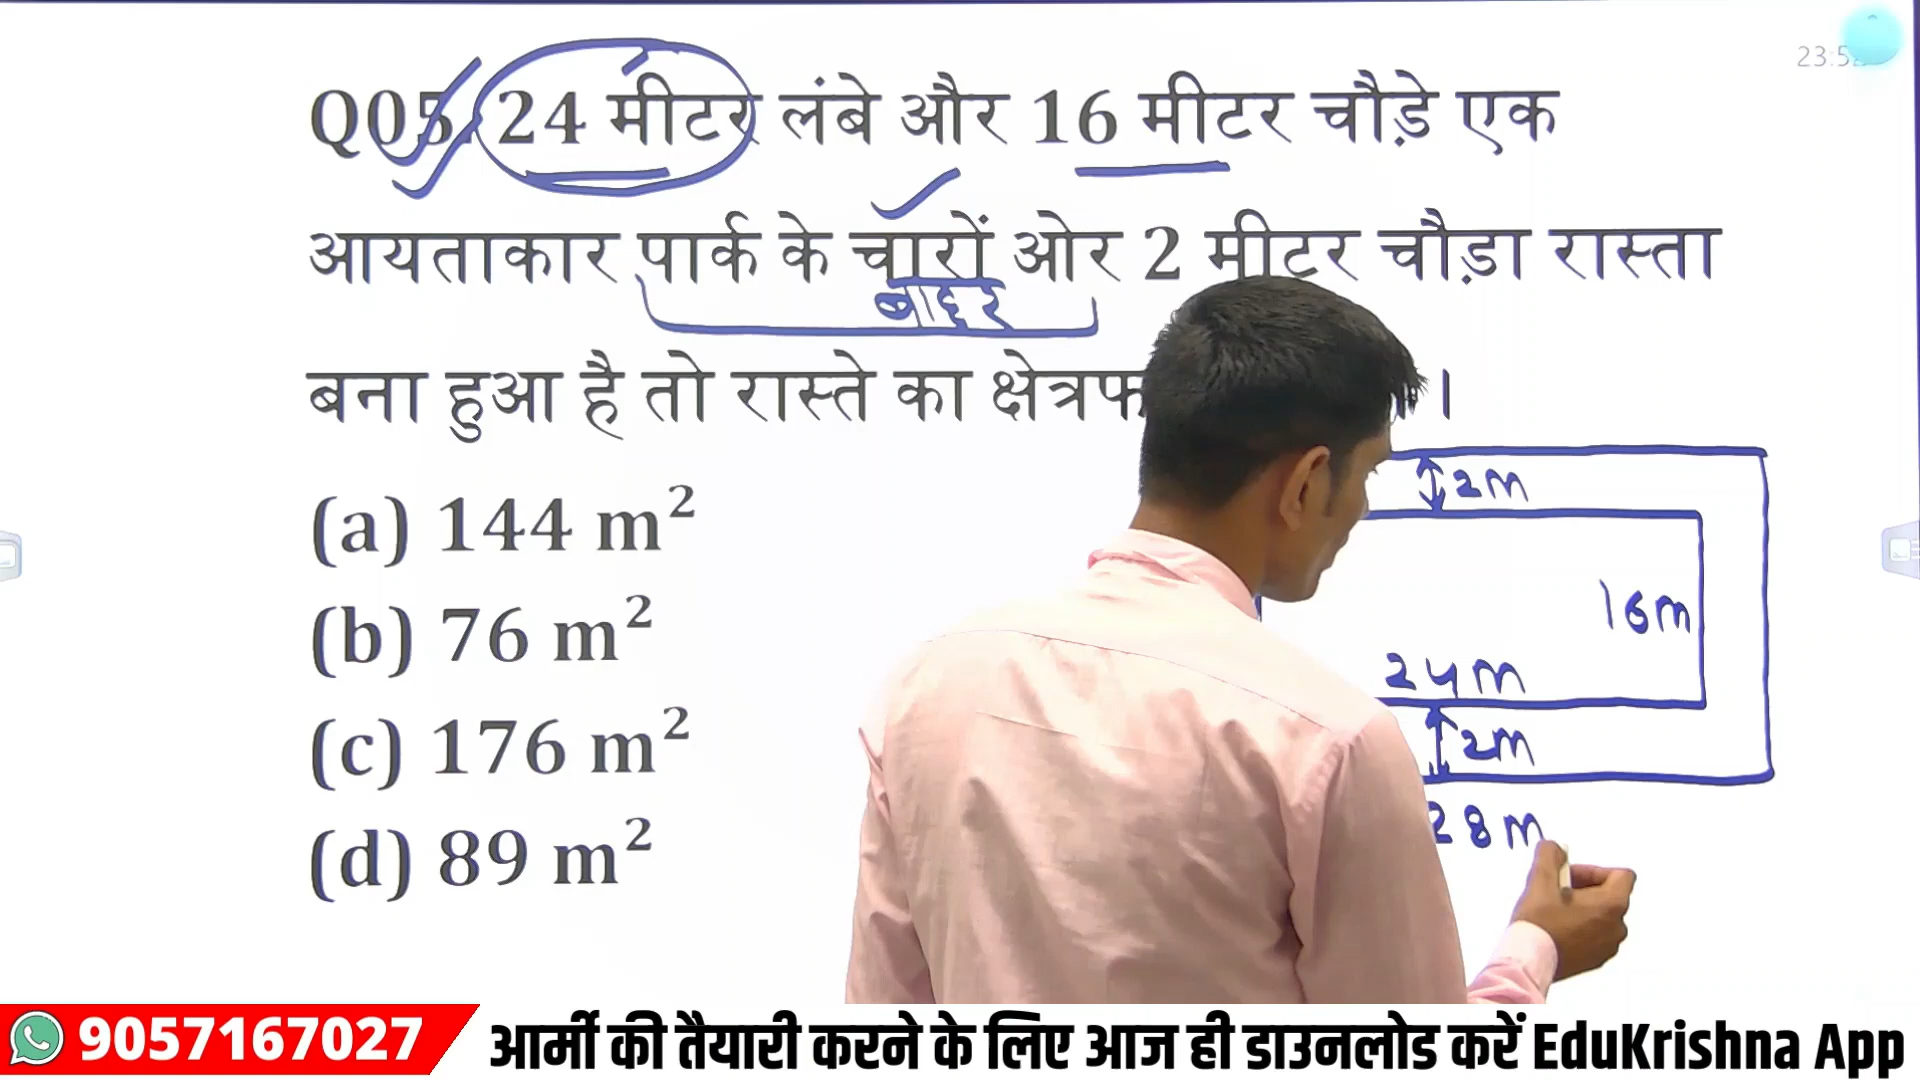 23:5
Q05. 24 मीटर लंबे और 16 मीटर चौड़े एक
आयताकार पार्क के चारों ओर 2 मीटर चौड़ा रास्ता
बाहर
बना हुआ है तो रास्ते का क्षेत्रफ
।
(a) 144 m²
(b) 76 m²
(c) 176 m²
(d) 89 m²
2m
16m
24m
2m
28m
9057167027
आर्मी की तैयारी करने के लिए आज ही डाउनलोड करें EduKrishna App